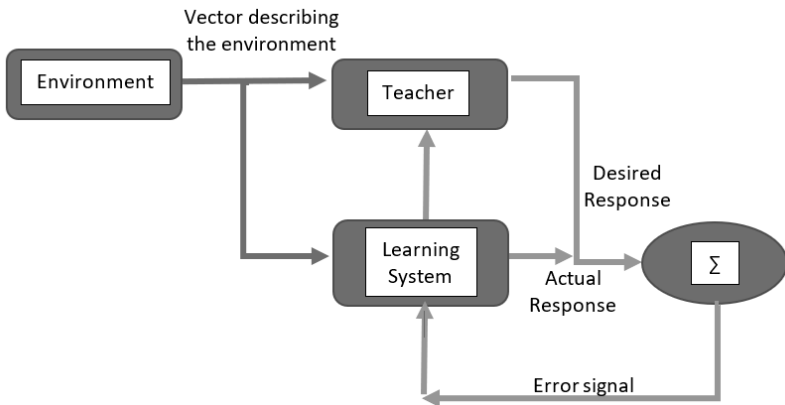 Vector describing
the environment
Environment
Teacher
Desired
Response
Learning
System
∑
Actual
Response
Error signal